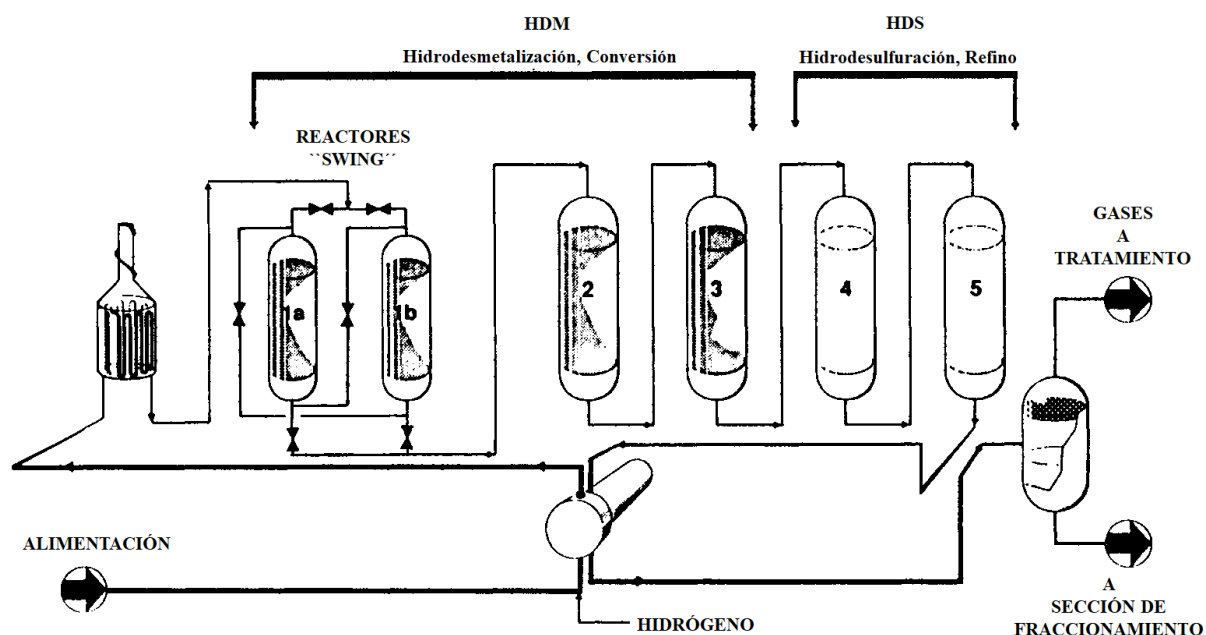 HDM
Hidrodesmetalización, Conversión
HDS
Hidrodesulfuración, Refino
REACTORES
``SWING´´
1a
1b
2
3
4
5
GASES
A
TRATAMIENTO
ALIMENTACIÓN
HIDRÓGENO
A
SECCIÓN DE
FRACCIONAMIENTO